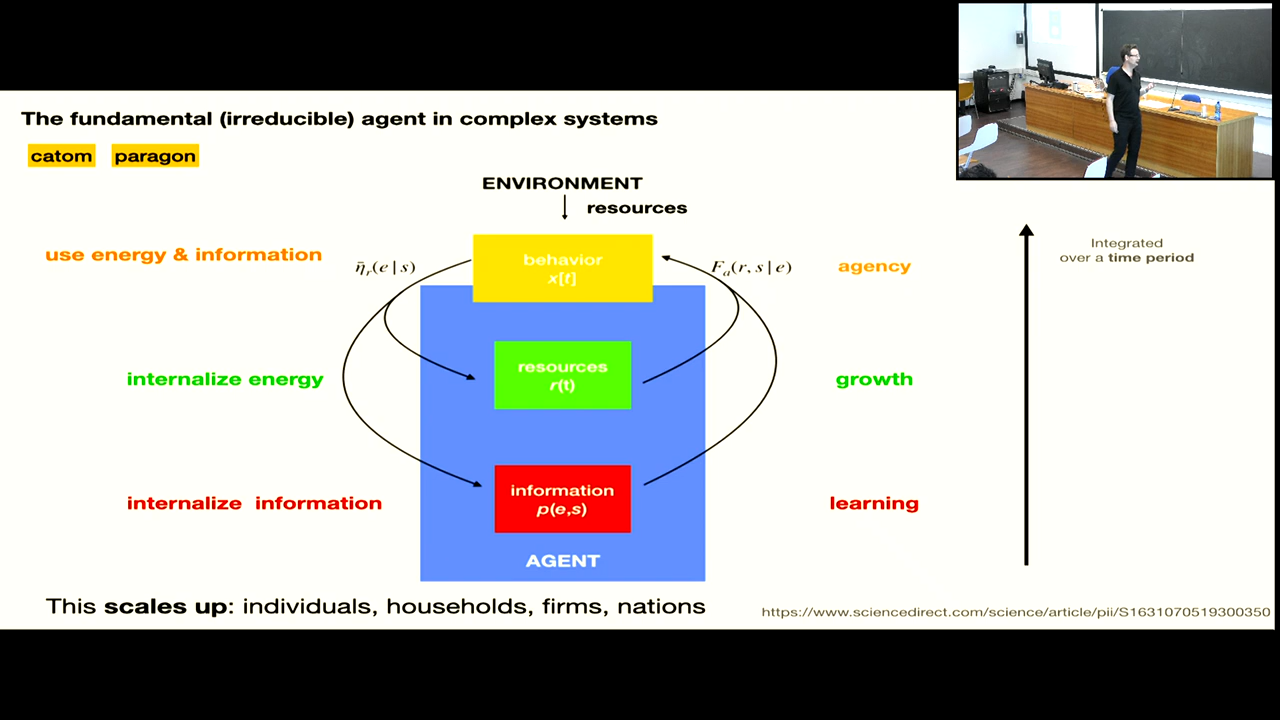 The fundamental (irreducible) agent in complex systems
catom paragon
ENVIRONMENT
resources
use energy & information
η̄r(e|s)
behavior
x[t]
Fa(r, s|e)
agency
Integrated
over a time period
internalize energy
resources
r(t)
growth
internalize information
information
p(e,s)
learning
AGENT
This scales up: individuals, households, firms, nations
https://www.sciencedirect.com/science/article/pii/S1631070519300350